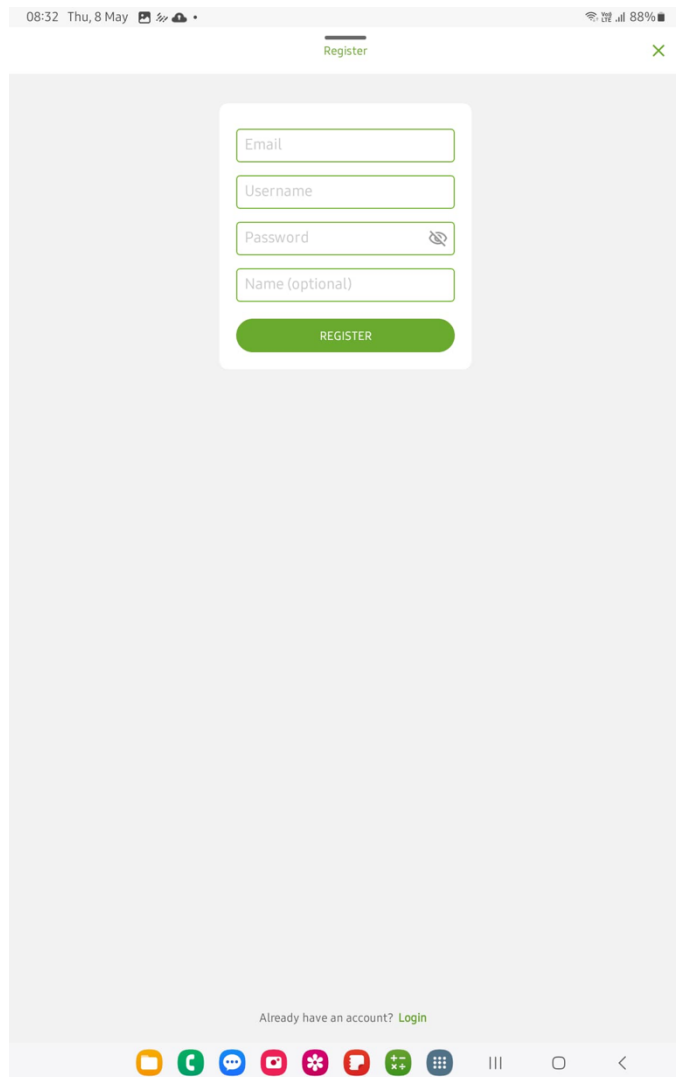 08:32 Thu, 8 May 88%
Register
Email
Username
Password
Name (optional)
REGISTER
Already have an account? Login